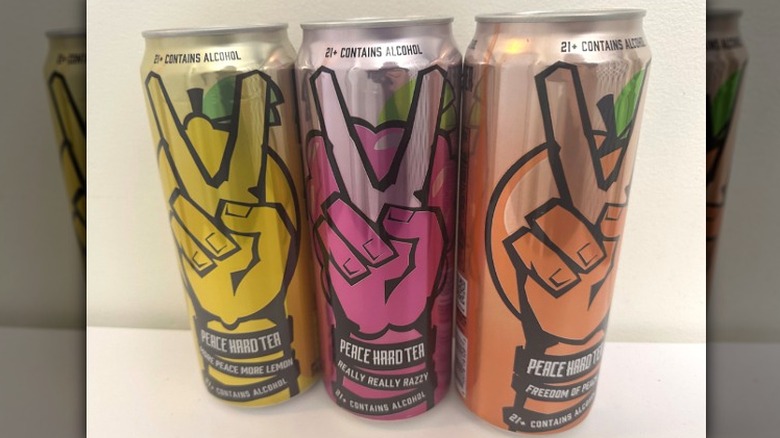 21+ CONTAINS ALCOHOL
PEACE HARD TEA
MORE PEACE MORE LEMON
21+ CONTAINS ALCOHOL
21+ CONTAINS ALCOHOL
PEACE HARD TEA
REALLY REALLY RAZZY
21+ CONTAINS ALCOHOL
21+ CONTAINS ALCOHOL
PEACE HARD TEA
FREEDOM OF
21+ CONTAINS ALCOHOL